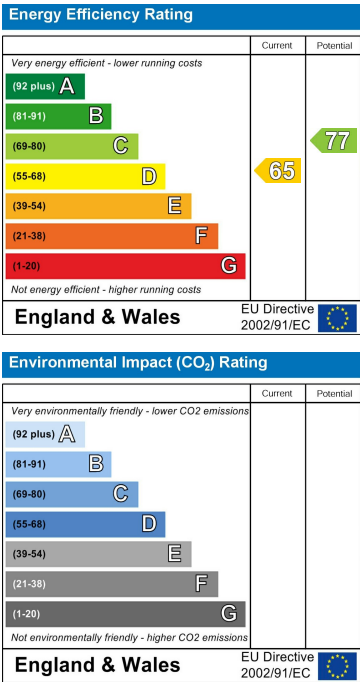 Energy Efficiency Rating
Current Potential
Very energy efficient - lower running costs
(92 plus) A
(81-91) B
(69-80) C
77
(55-68) D
65
(39-54) E
(21-38) F
(1-20) G
Not energy efficient - higher running costs
England & Wales
EU Directive
2002/91/EC
Environmental Impact (CO₂) Rating
Current Potential
Very environmentally friendly - lower CO2 emissions
(92 plus) A
(81-91) B
(69-80) C
(55-68) D
(39-54) E
(21-38) F
(1-20) G
Not environmentally friendly - higher CO2 emissions
England & Wales
EU Directive
2002/91/EC